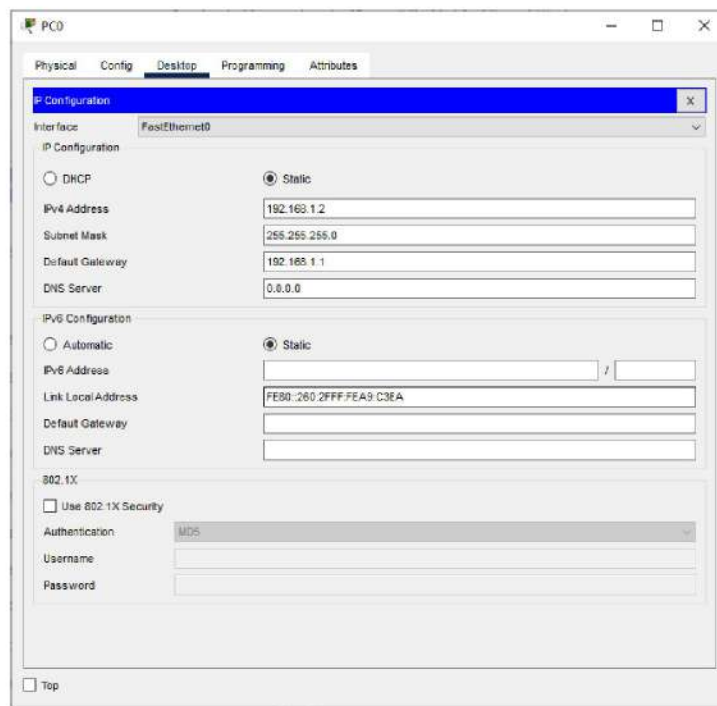 PC0
Physical Config Desktop Programming Attributes
IP Configuration X
Interface FastEthernet0
IP Configuration
DHCP Static
IPv4 Address 192.168.1.2
Subnet Mask 255.255.255.0
Default Gateway 192.168.1.1
DNS Server 0.0.0.0
IPv6 Configuration
Automatic Static
IPv6 Address /
Link Local Address FE80::260:2FFF:FEA9:C3EA
Default Gateway
DNS Server
802.1X
Use 802.1X Security
Authentication MD5
Username
Password
Top